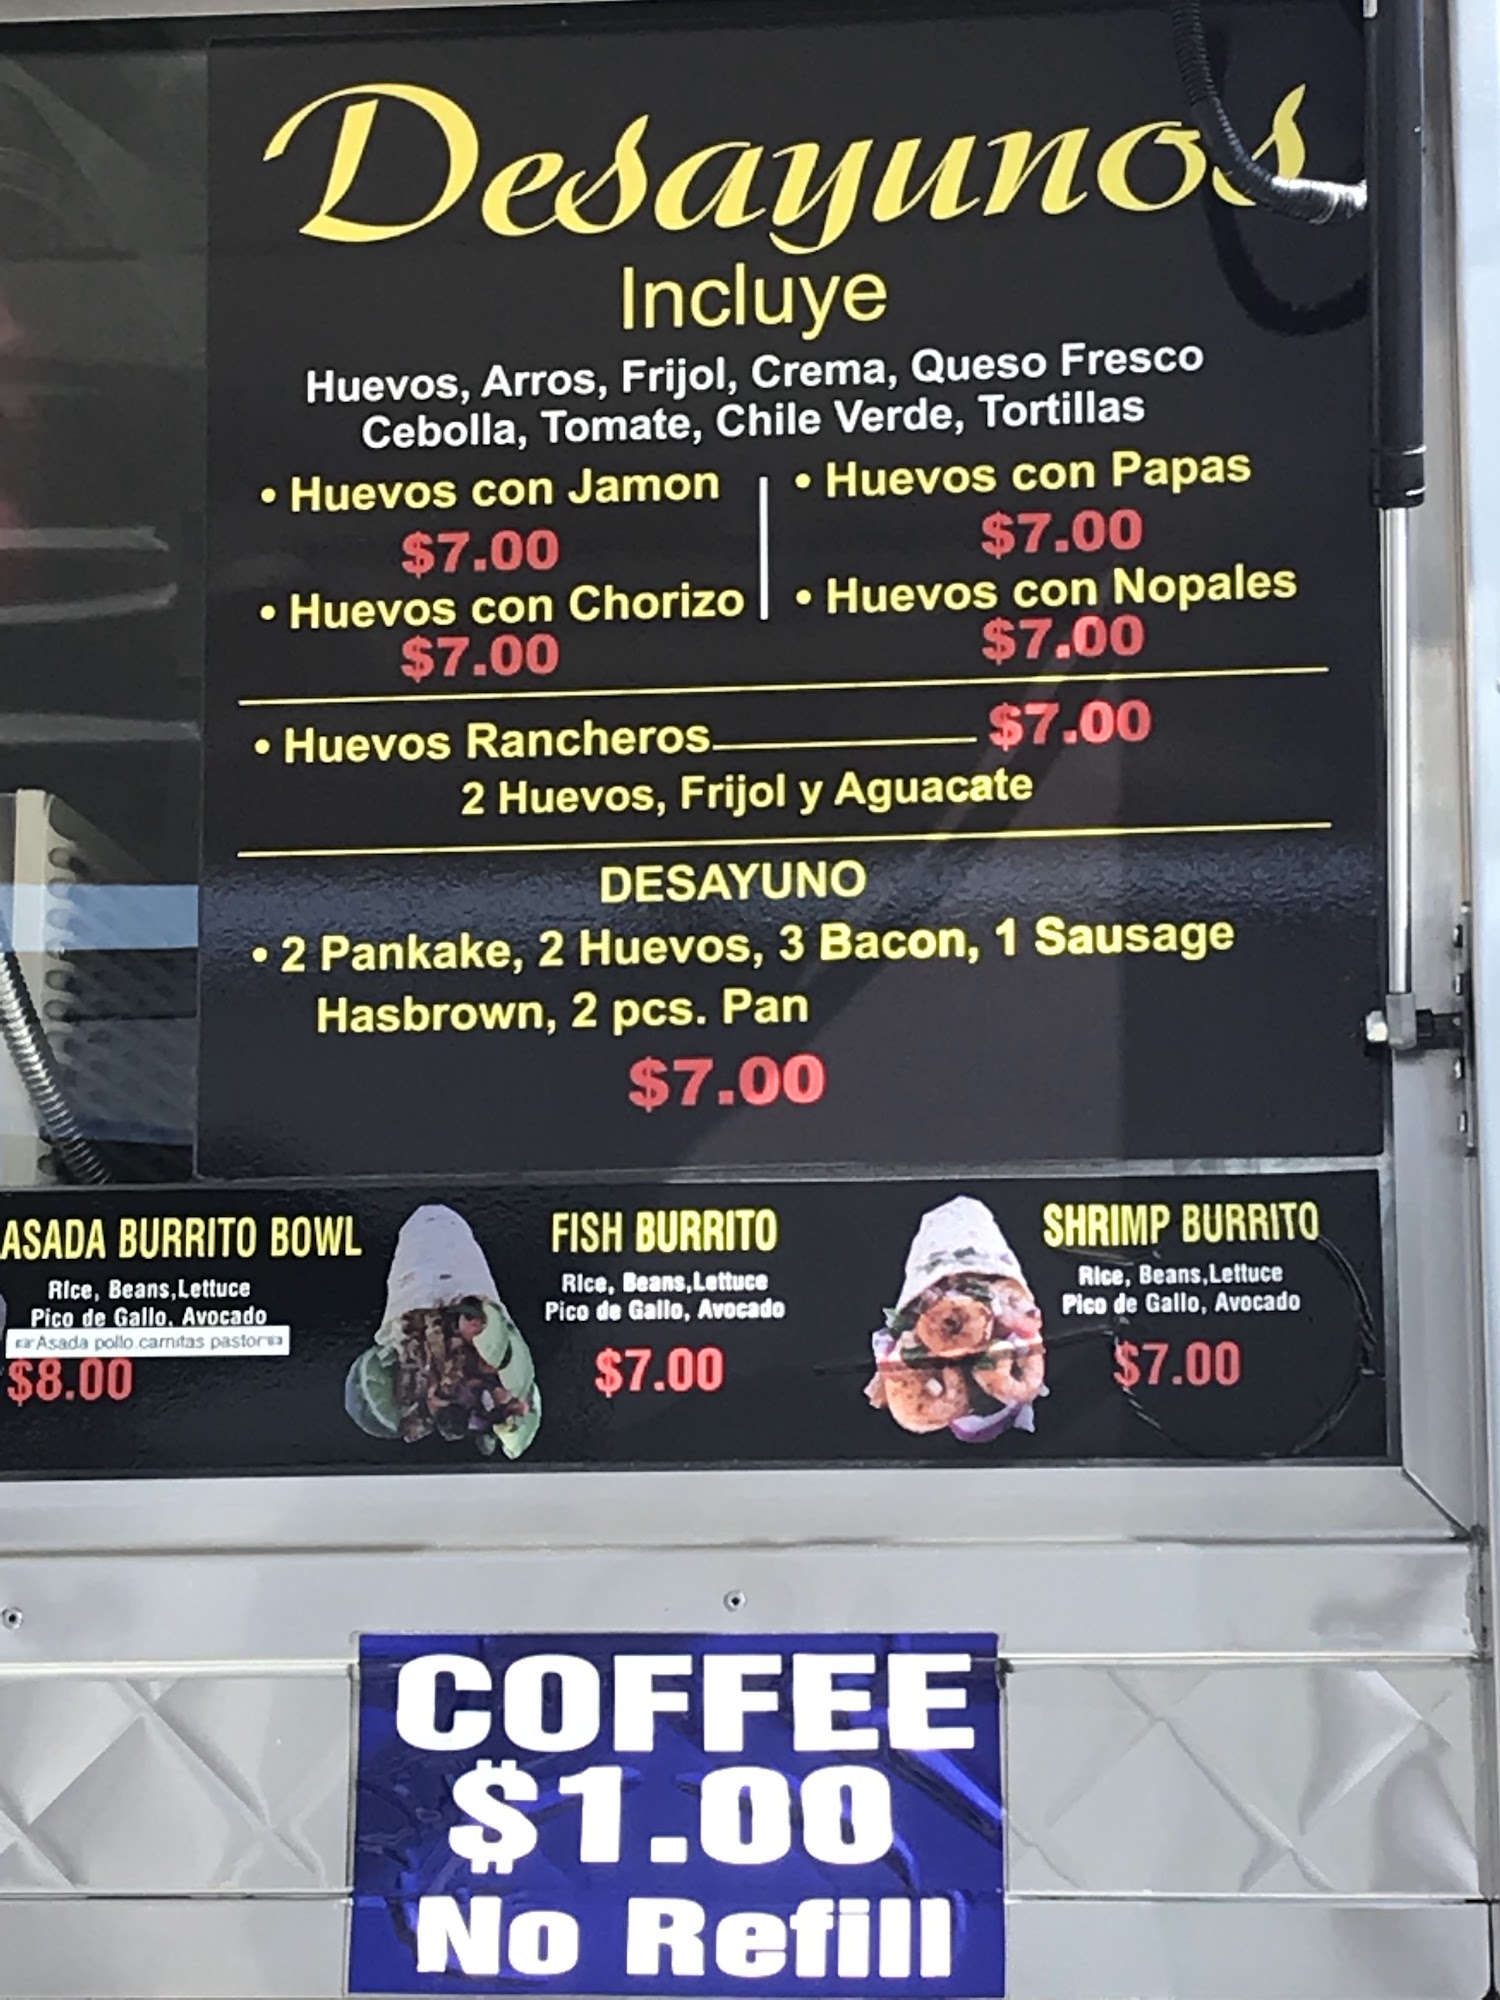 Desayunos
Incluye
Huevos, Arros, Frijol, Crema, Queso Fresco
Cebolla, Tomate, Chile Verde, Tortillas
• Huevos con Jamon
$7.00
• Huevos con Chorizo
$7.00
• Huevos con Papas
$7.00
• Huevos con Nopales
$7.00
• Huevos Rancheros $7.00
2 Huevos, Frijol y Aguacate
DESAYUNO
• 2 Pankake, 2 Huevos, 3 Bacon, 1 Sausage
Hasbrown, 2 pcs. Pan
$7.00
ASADA BURRITO BOWL
RIce, Beans,Lettuce
Pico de Gallo, Avocado
Asada pollo.carnitas pastor
$8.00
FISH BURRITO
RIce, Beans,Lettuce
Pico de Gallo, Avocado
$7.00
SHRIMP BURRITO
RIce, Beans,Lettuce
Pico de Gallo, Avocado
$7.00
COFFEE
$1.00
No Refill